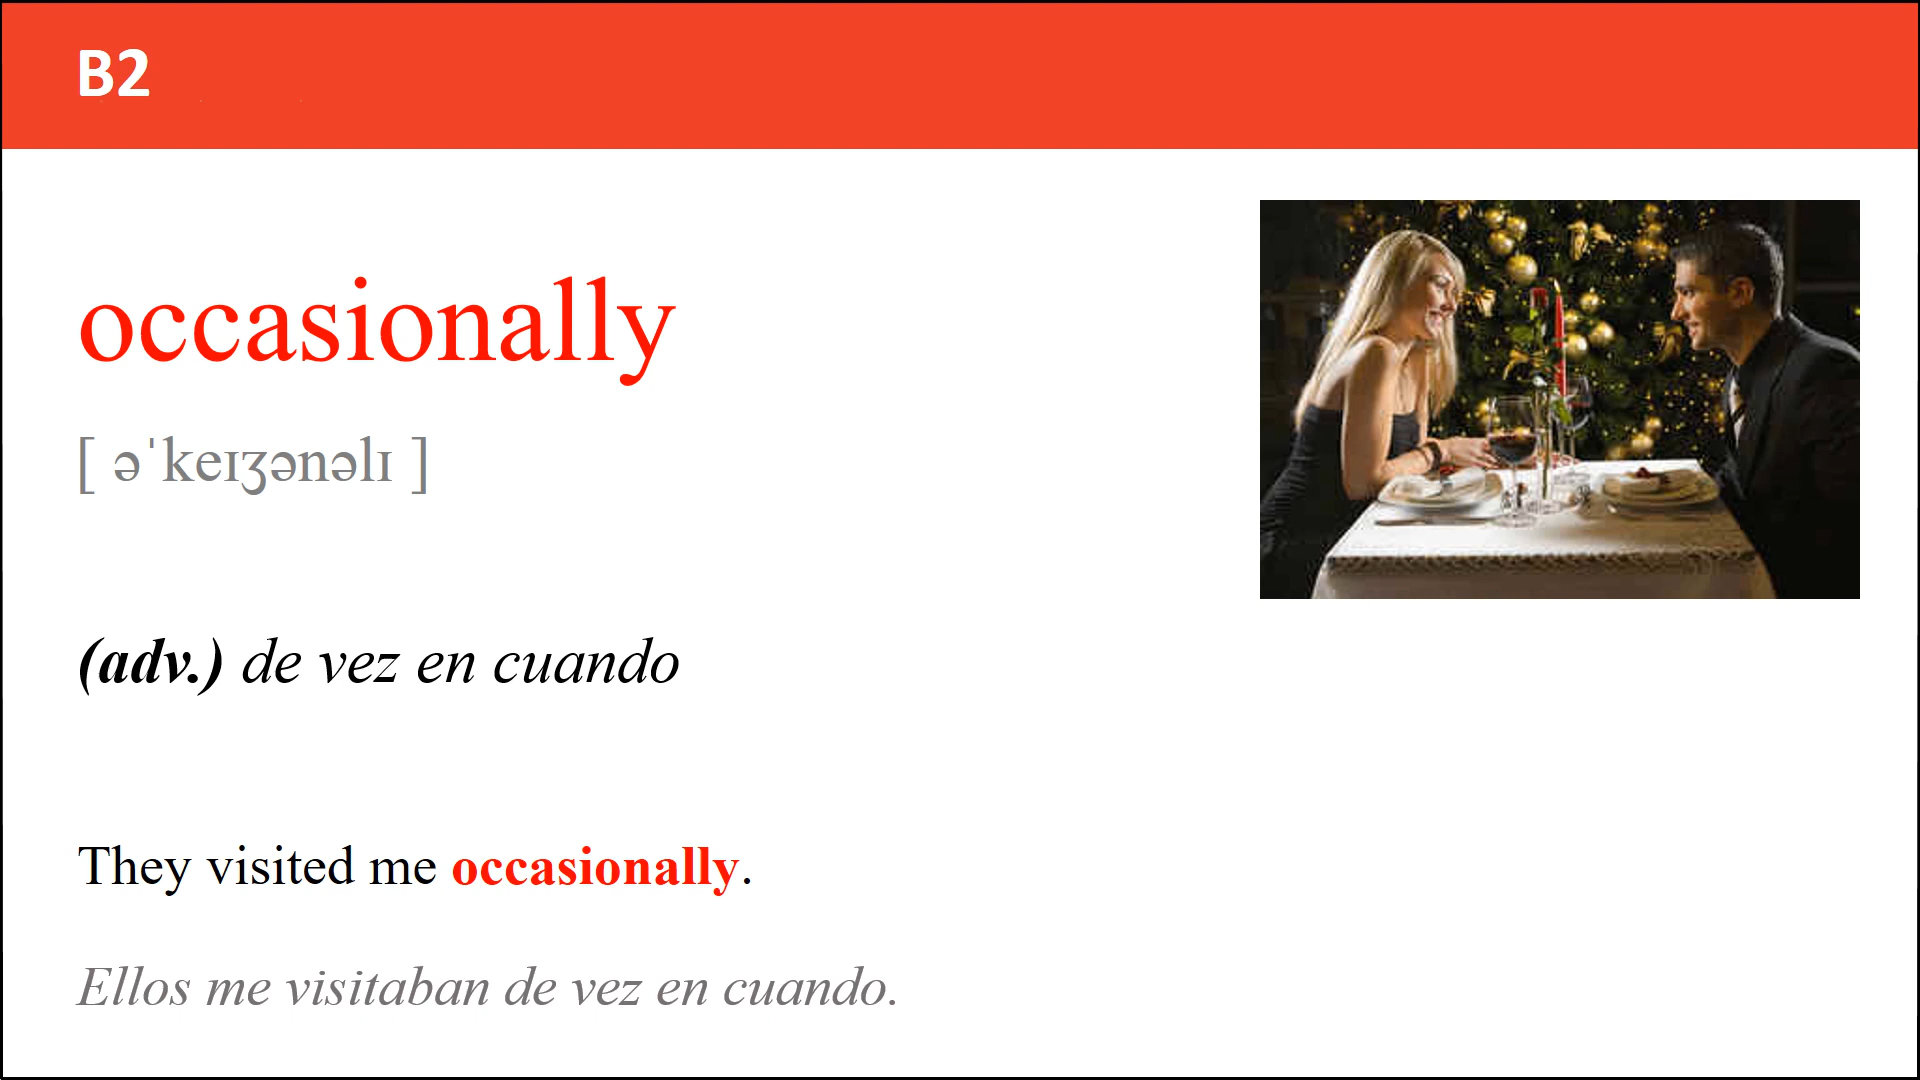 B2
occasionally
[ əˈkeɪʒənəlɪ ]
(adv.) de vez en cuando
They visited me occasionally.
Ellos me visitaban de vez en cuando.